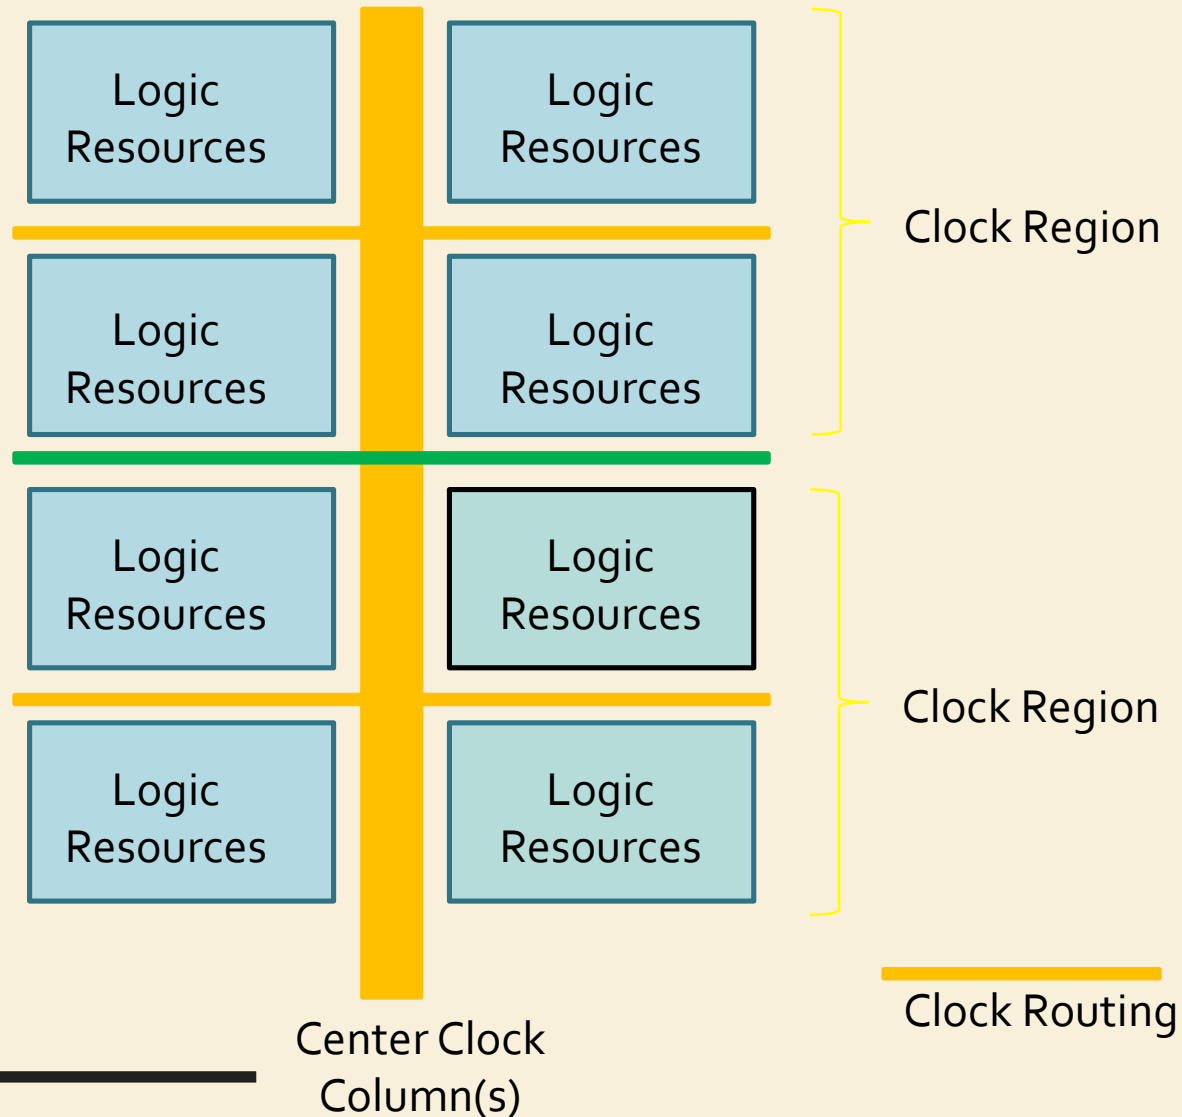 Logic
Resources
Logic
Resources
Clock Region
Logic
Resources
Logic
Resources
Logic
Resources
Logic
Resources
Clock Region
Logic
Resources
Logic
Resources
Clock Routing
Center Clock
Column(s)